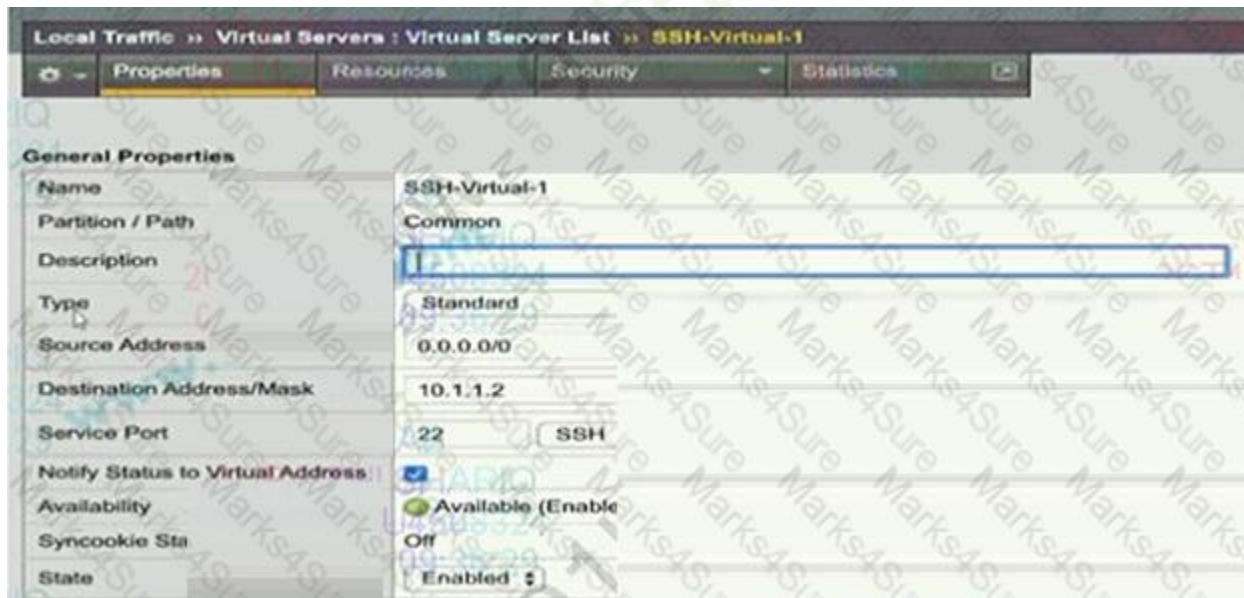 Local Traffic ›› Virtual Servers : Virtual Server List ›› SSH-Virtual-1
Properties Resources Security Statistics
General Properties
Name SSH-Virtual-1
Partition / Path Common
Description
Type Standard
Source Address 0.0.0.0/0
Destination Address/Mask 10.1.1.2
Service Port 22 SSH
Notify Status to Virtual Address
Availability Available (Enable
Syncookie Sta Off
State Enabled
Marks4Sure